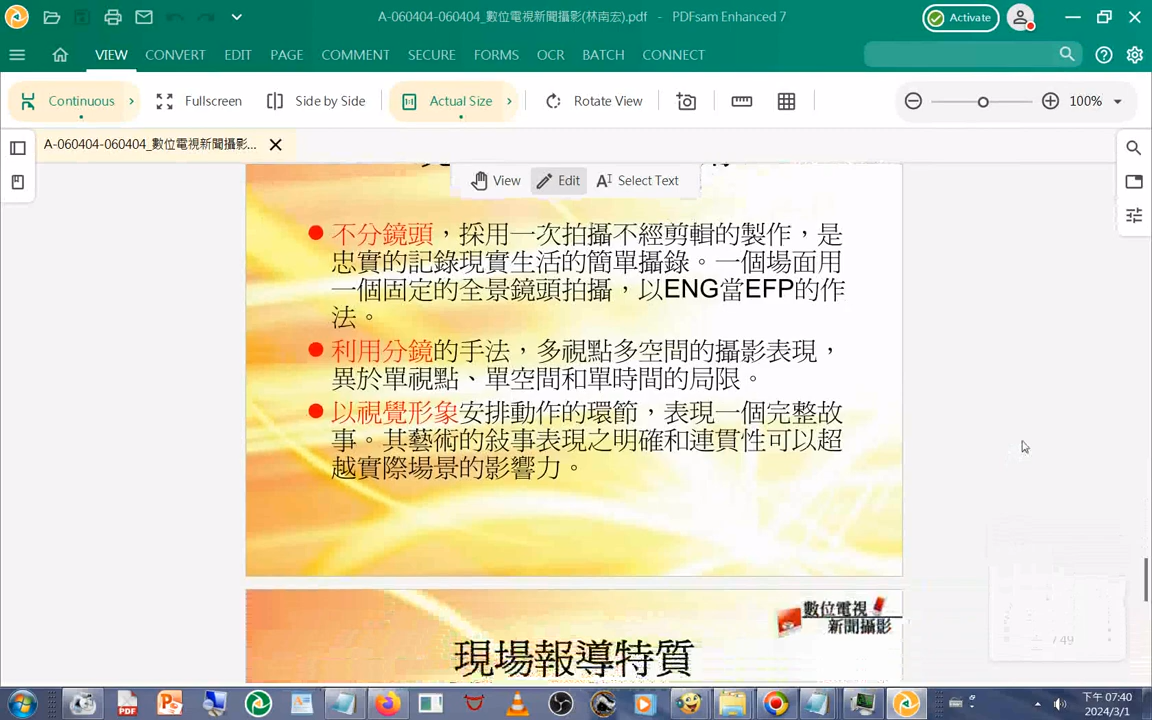 A-060404-060404_數位電視新聞攝影(林南宏).pdf - PDFsam Enhanced 7
Activate
VIEW CONVERT EDIT PAGE COMMENT SECURE FORMS OCR BATCH CONNECT
Continuous Fullscreen Side by Side Actual Size Rotate View 100%
A-060404-060404_數位電視新聞攝影...
View Edit Select Text
不分鏡頭，採用一次拍攝不經剪輯的製作，是
忠實的記錄現實生活的簡單攝錄。一個場面用
一個固定的全景鏡頭拍攝，以ENG當EFP的作
法。
利用分鏡的手法，多視點多空間的攝影表現，
異於單視點、單空間和單時間的局限。
以視覺形象安排動作的環節，表現一個完整故
事。其藝術的敍事表現之明確和連貫性可以超
越實際場景的影響力。
數位電視
新聞攝影
現場報導特質
/ 49
下午 07:40
2024/3/1